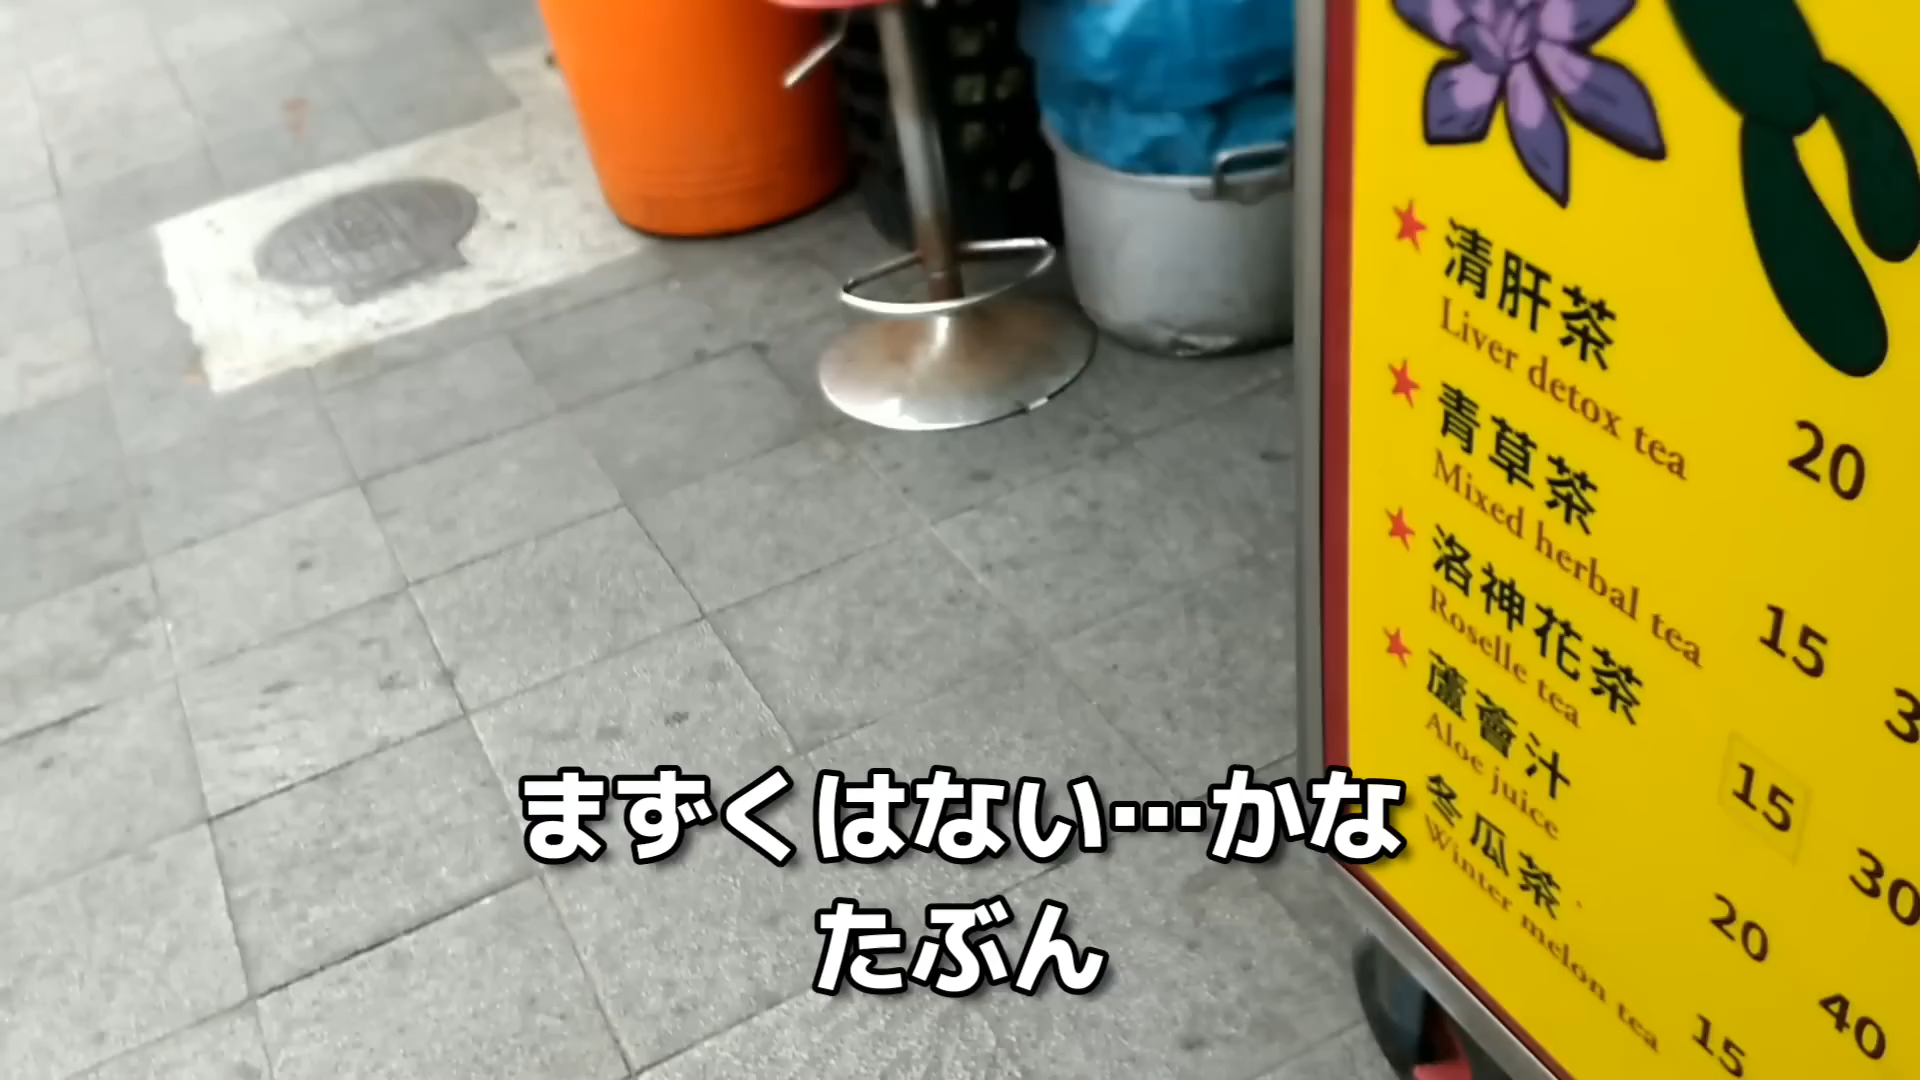 清肝茶
Liver detox tea
20
青草茶
Mixed herbal tea
15
洛神花茶
Roselle tea
15
3
蘆薈汁
Aloe juice
20
30
冬瓜茶
Winter melon tea
15
40
まずくはない…かな
たぶん